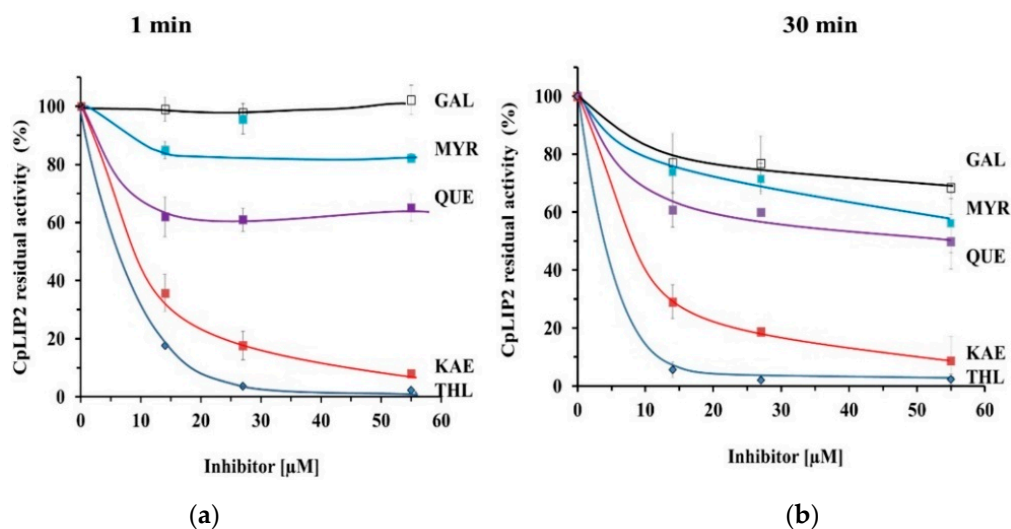 1 min
30 min
CpLIP2 residual activity (%)
120
100
80
60
40
20
0
0
10
20
30
40
50
60
Inhibitor [µM]
GAL
MYR
QUE
KAE
THL
(a)
CpLIP2 residual activity (%)
100
80
60
40
20
0
0
10
20
30
40
50
60
Inhibitor [µM]
GAL
MYR
QUE
KAE
THL
(b)